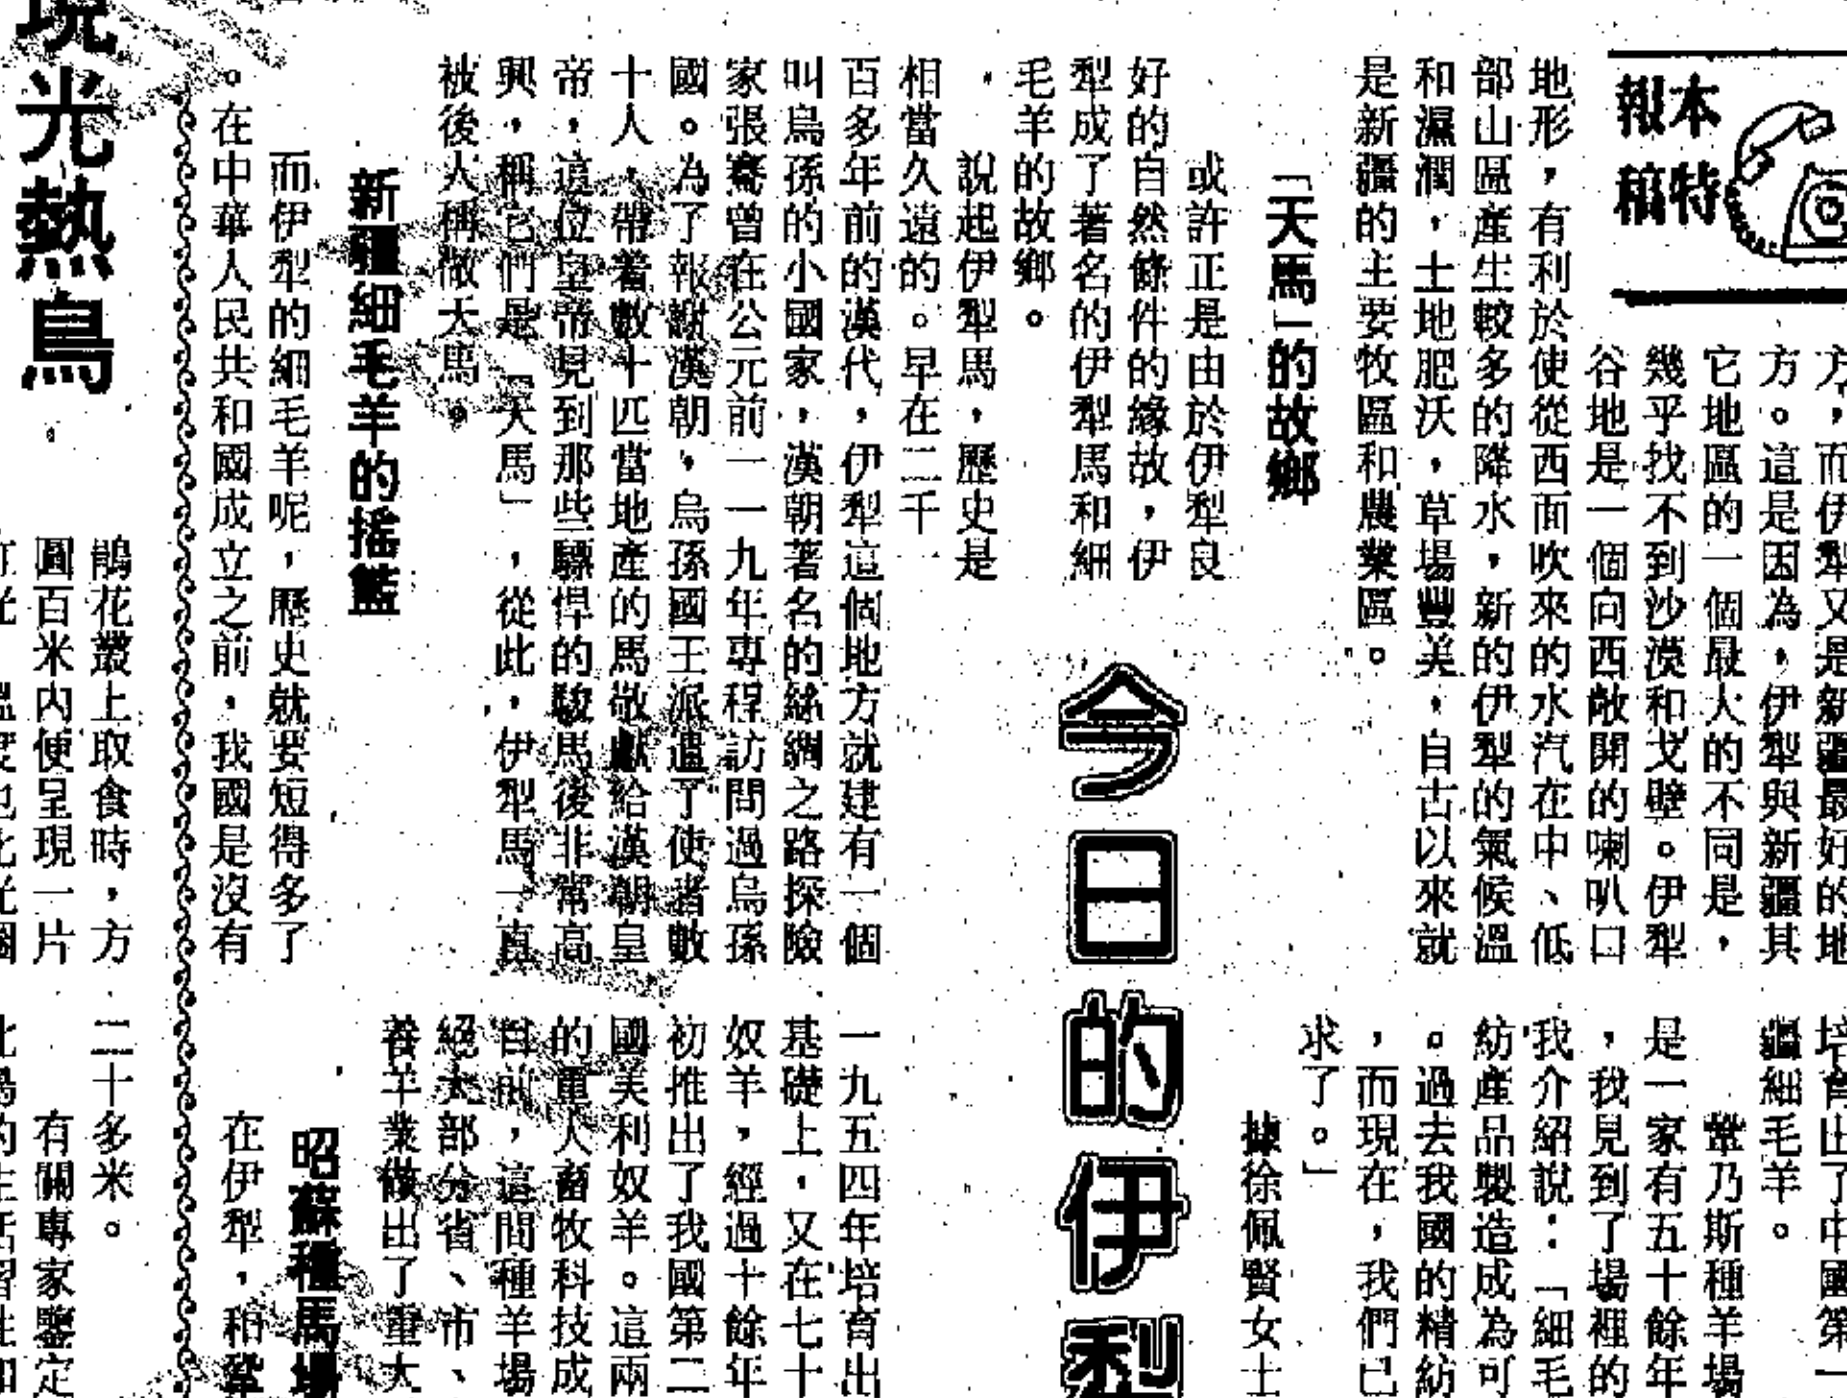 本報
特稿
今日的伊犁
方，而伊犁又是新疆最好的地
方。這是因為，伊犁與新疆其
它地區的一個最大的不同是，
幾乎找不到沙漠和戈壁。伊犁
谷地是一個向西敞開的喇叭口
地形，有利於使從西面吹來的水汽在中、低
部山區產生較多的降水，新的伊犁的氣候溫
和濕潤，土地肥沃，草場豐美，自古以來就
是新疆的主要牧區和農業區。
「天馬」的故鄉
或許正是由於伊犁良
好的自然條件的緣故，伊
犁成了著名的伊犁馬和細
毛羊的故鄉。
說起伊犁馬，歷史是
相當久遠的。早在二千
百多年前的漢代，伊犁這個地方就建有一個
叫烏孫的小國家，漢朝著名的絲綢之路探險
家張騫曾在公元前一一九年專程訪問過烏孫
國。為了報謝漢朝，烏孫國王派遣了使者數
十人，帶着數十匹當地產的馬敬獻給漢朝皇
帝，這位皇帝見到那些驃悍的駿馬後非常高
興，稱它們是「天馬」，從此，伊犁馬一直
被後人稱做天馬。
新疆細毛羊的搖籃
而伊犁的細毛羊呢，歷史就要短得多了
。在中華人民共和國成立之前，我國是沒有
培育出了中國第一
疆細毛羊。
鞏乃斯種羊場
是一家有五十餘年
，我見到了場裡的
我介紹說：「細毛
紡產品製造成為可
。過去我國的精紡
，而現在，我們已
求了。」
據徐佩賢女士
一九五四年培育出
基礎上，又在七十
奴羊，經過十餘年
初推出了我國第二
國美利奴羊。這兩
的重大畜牧科技成
目前，這間種羊場
絕大部分省、市、
養羊業做出了重大
昭蘇種馬場
在伊犁，和鞏
光熱鳥
鵑花叢上取食時，方
圓百米內便呈現一片
二十多米。
有關專家鑒定